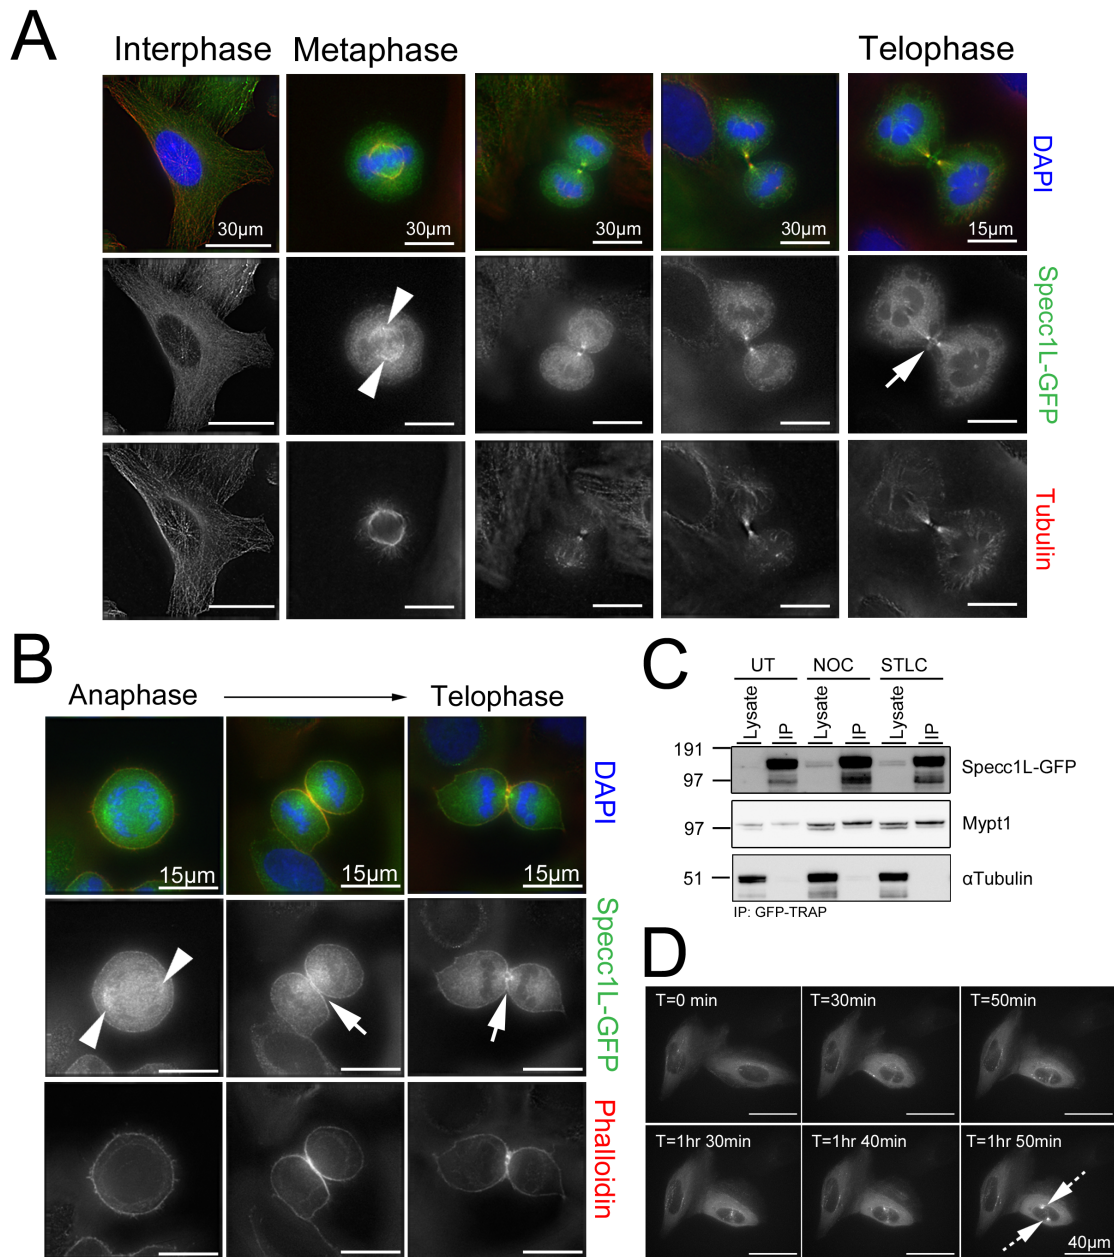 A
Interphase
Metaphase
Telophase
30µm
30µm
30µm
30µm
15µm
DAPI
Specc1L-GFP
Tubulin
B
Anaphase
Telophase
15µm
15µm
15µm
DAPI
Specc1L-GFP
Phalloidin
C
UT NOC STLC
Lysate IP Lysate IP Lysate IP
191
97
Specc1L-GFP
97
Mypt1
51
αTubulin
IP: GFP-TRAP
D
T=0 min T=30min T=50min
T=1hr 30min T=1hr 40min T=1hr 50min
40µm